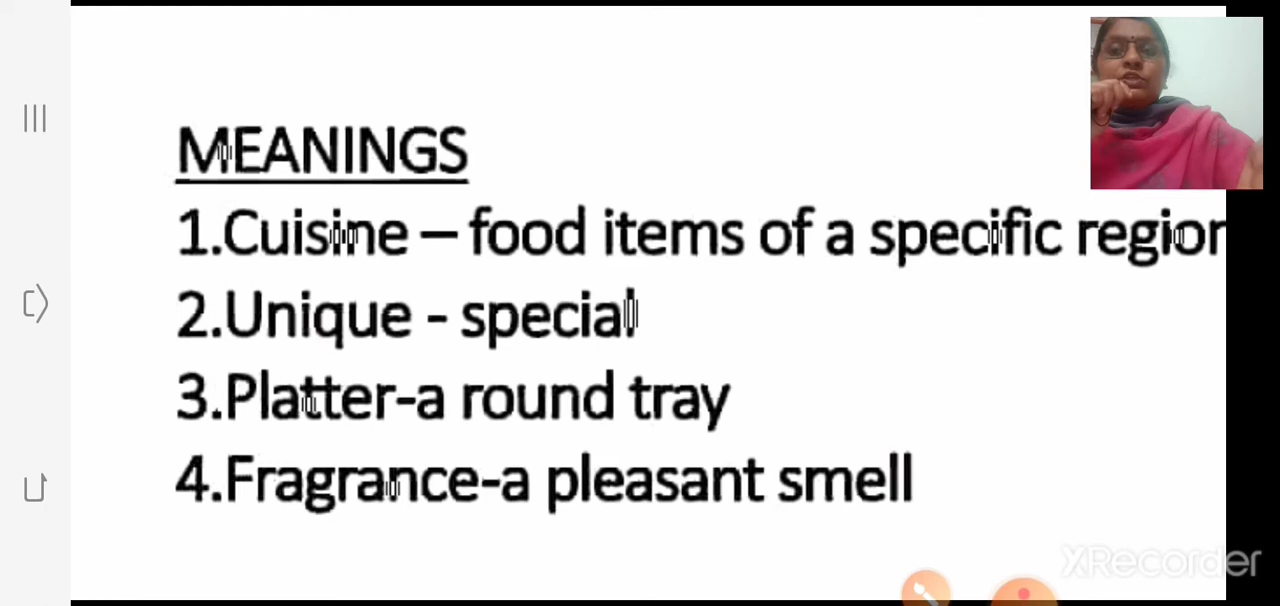 MEANINGS
1.Cuisine – food items of a specific region
2.Unique - special
3.Platter-a round tray
4.Fragrance-a pleasant smell
XRecorder